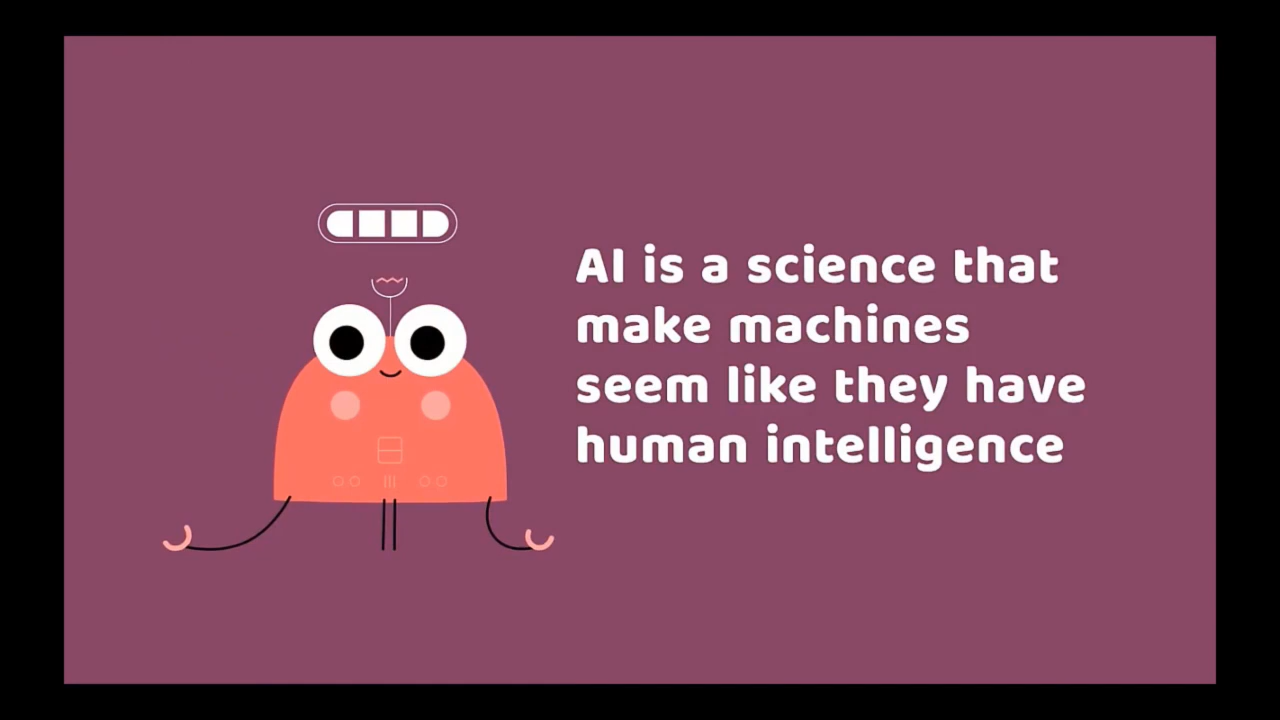 AI is a science that
make machines
seem like they have
human intelligence